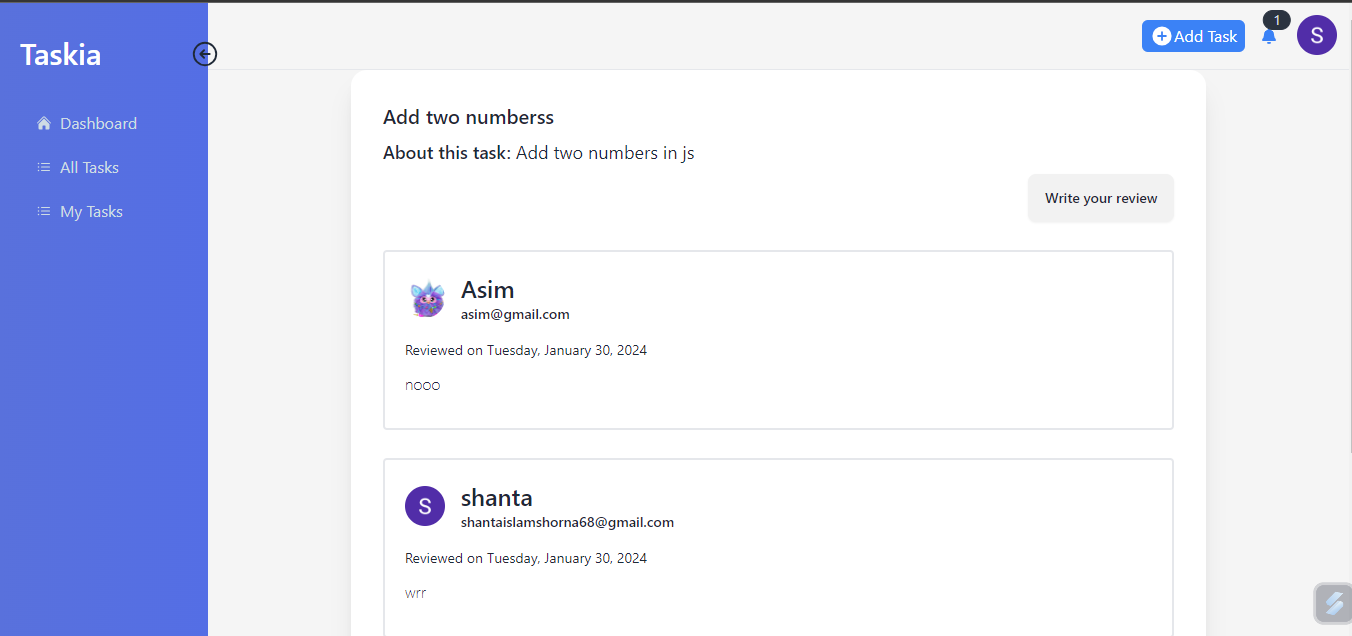 Taskia
Dashboard
All Tasks
My Tasks
Add Task
1
S
Add two numberss
About this task: Add two numbers in js
Write your review
Asim
asim@gmail.com
Reviewed on Tuesday, January 30, 2024
nooo
S
shanta
shantaislamshorna68@gmail.com
Reviewed on Tuesday, January 30, 2024
wrr